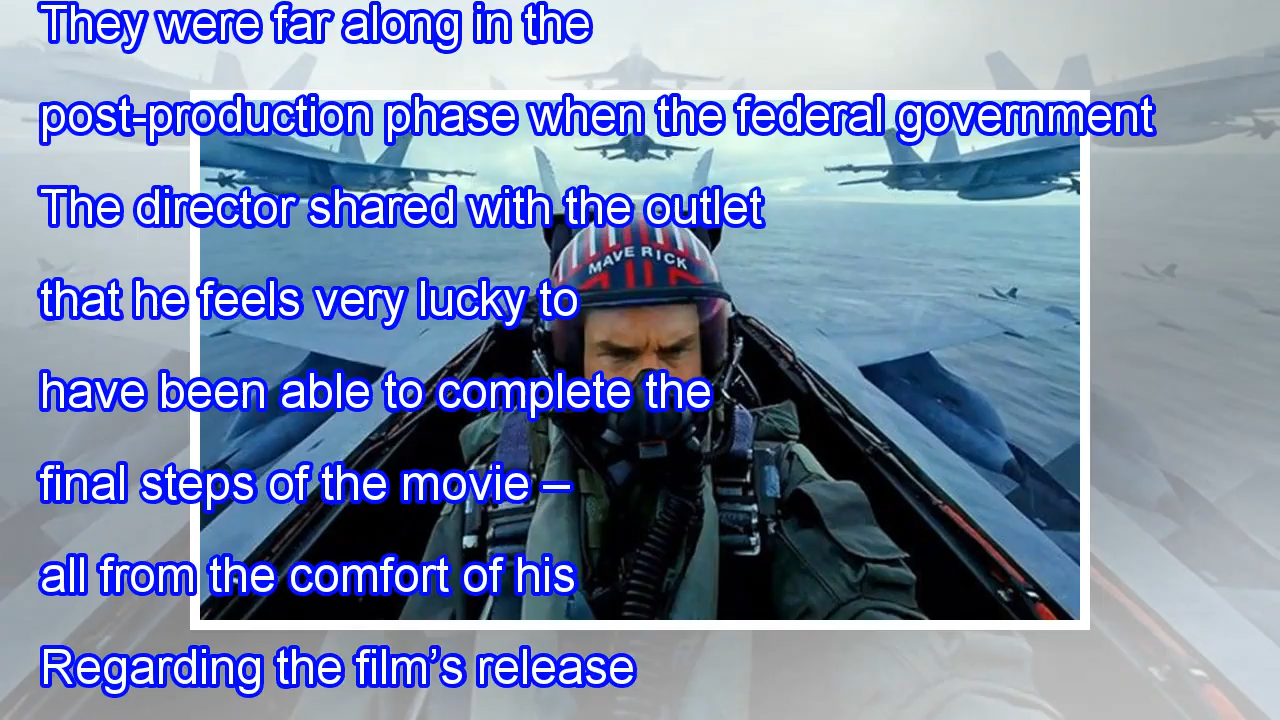 They were far along in the
post-production phase when the federal government
The director shared with the outlet
that he feels very lucky to
have been able to complete the
final steps of the movie –
all from the comfort of his
Regarding the film’s release
MAVERICK